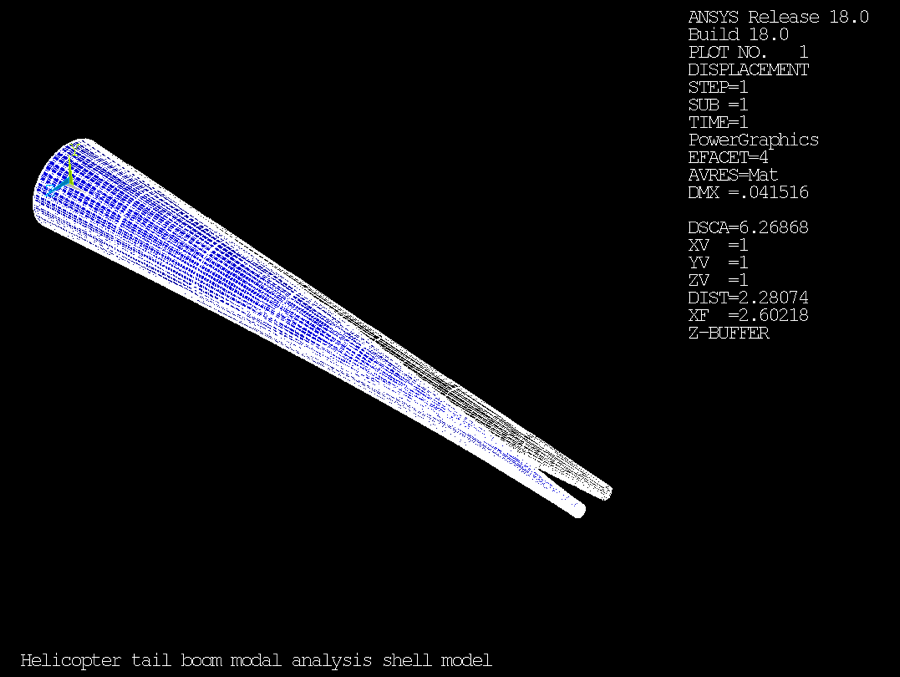 ANSYS Release 18.0
Build 18.0
PLOT NO.   1
DISPLACEMENT
STEP=1
SUB =1
TIME=1
PowerGraphics
EFACET=4
AVRES=Mat
DMX =.041516
DSCA=6.26868
XV  =1
YV  =1
ZV  =1
DIST=2.28074
XF  =2.60218
Z-BUFFER
Helicopter tail boom modal analysis shell model